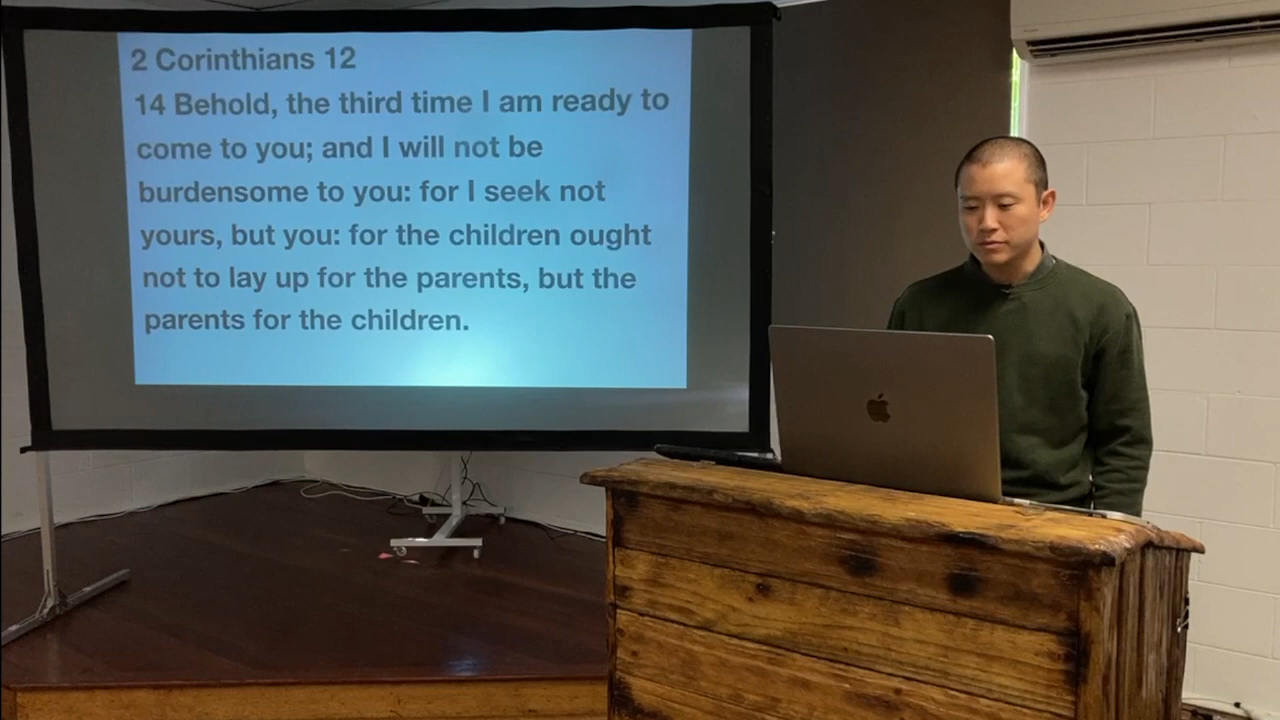 2 Corinthians 12
14 Behold, the third time I am ready to
come to you; and I will not be
burdensome to you: for I seek not
yours, but you: for the children ought
not to lay up for the parents, but the
parents for the children.